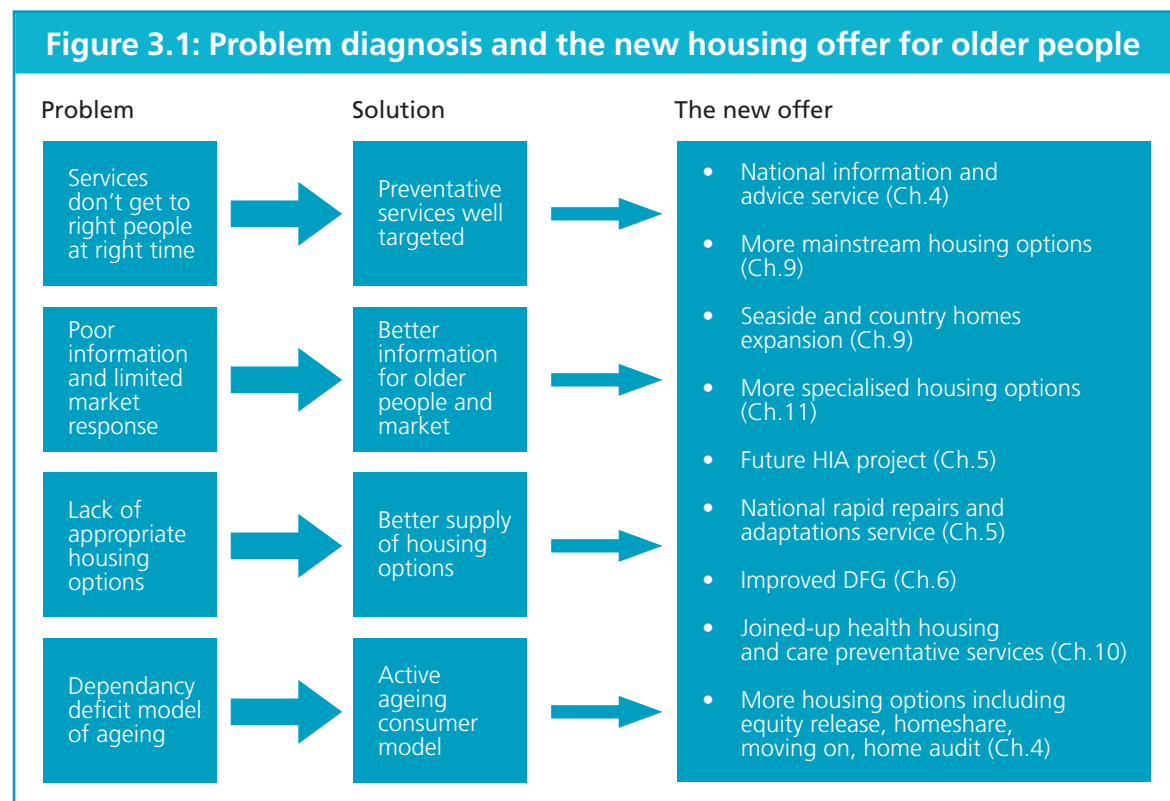 Figure 3.1: Problem diagnosis and the new housing offer for older people
Problem
Solution
The new offer
Services
don't get to
right people
at right time
Preventative
services well
targeted
Poor
information
and limited
market
response
Better
information
for older
people and
market
Lack of
appropriate
housing
options
Better supply
of housing
options
Dependancy
deficit model
of ageing
Active
ageing
consumer
model
• National information and
advice service (Ch.4)
• More mainstream housing options
(Ch.9)
• Seaside and country homes
expansion (Ch.9)
• More specialised housing options
(Ch.11)
• Future HIA project (Ch.5)
• National rapid repairs and
adaptations service (Ch.5)
• Improved DFG (Ch.6)
• Joined-up health housing
and care preventative services (Ch.10)
• More housing options including
equity release, homeshare,
moving on, home audit (Ch.4)